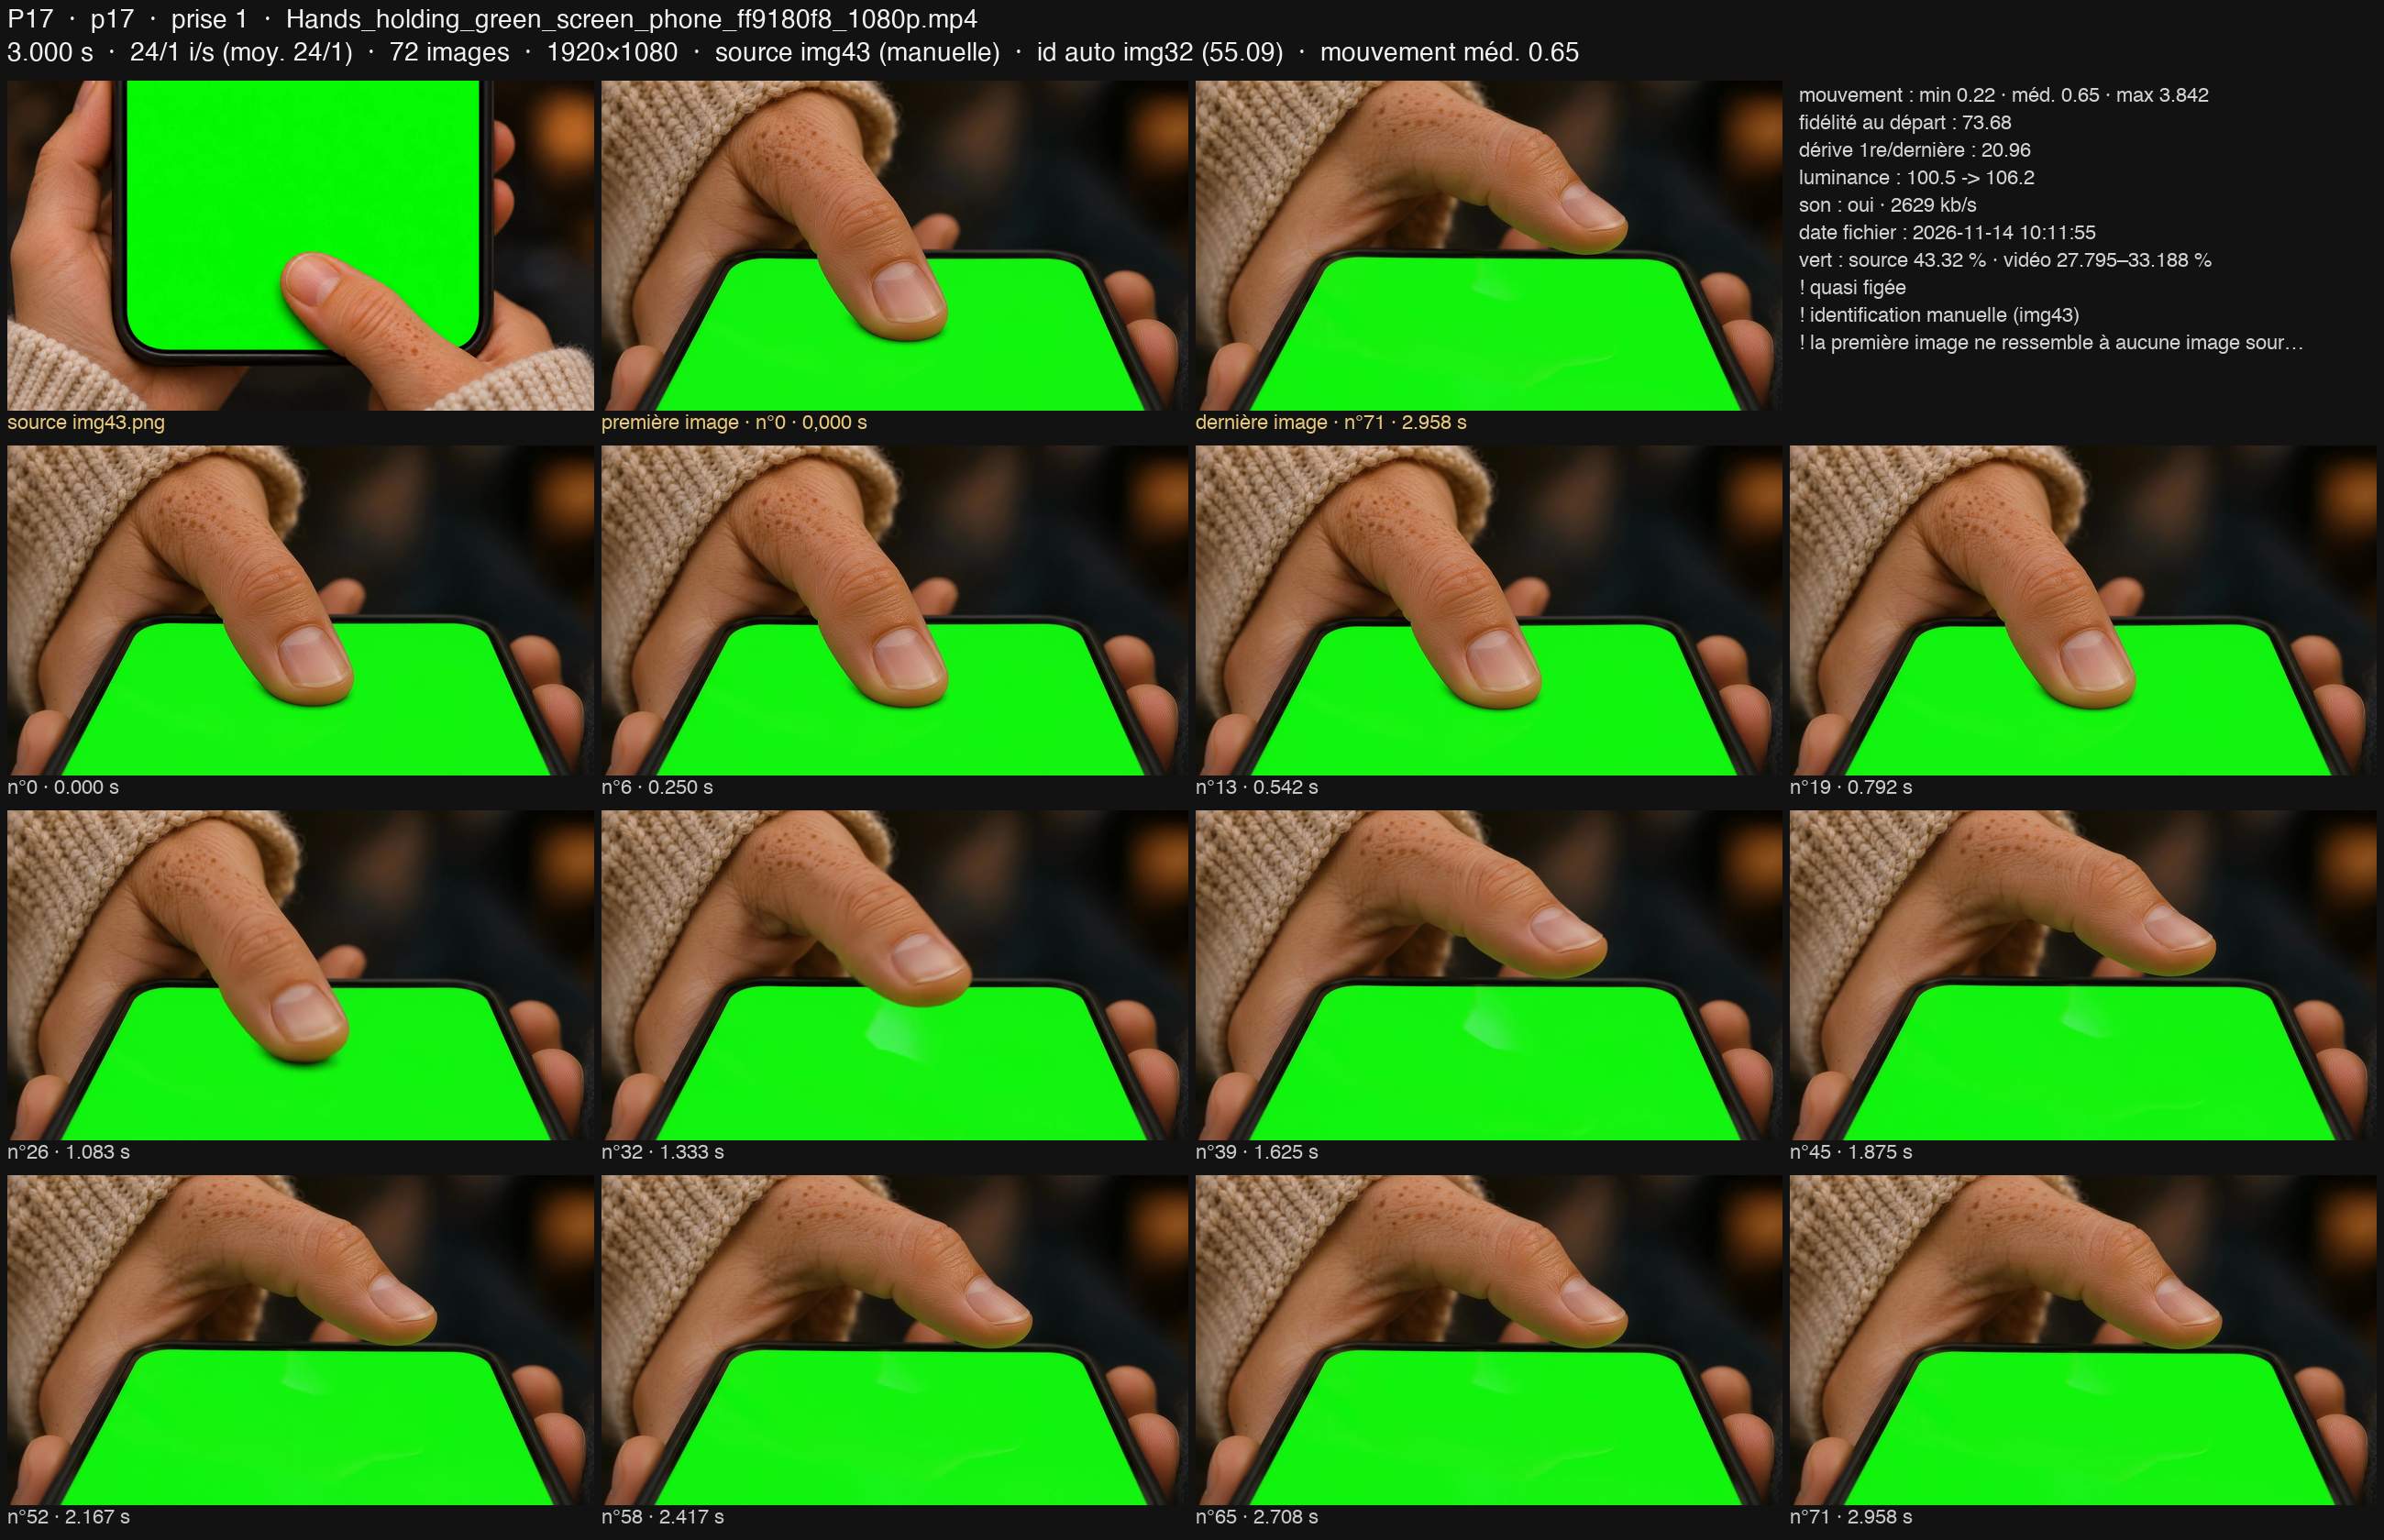 P17 · p17 · prise 1 · Hands_holding_green_screen_phone_ff9180f8_1080p.mp4
3.000 s · 24/1 i/s (moy. 24/1) · 72 images · 1920×1080 · source img43 (manuelle) · id auto img32 (55.09) · mouvement méd. 0.65
mouvement : min 0.22 · méd. 0.65 · max 3.842
fidélité au départ : 73.68
dérive 1re/dernière : 20.96
luminance : 100.5 -> 106.2
son : oui · 2629 kb/s
date fichier : 2026-11-14 10:11:55
vert : source 43.32 % · vidéo 27.795–33.188 %
! quasi figée
! identification manuelle (img43)
! la première image ne ressemble à aucune image sour…
source img43.png
première image · n°0 · 0,000 s
dernière image · n°71 · 2.958 s
n°0 · 0.000 s
n°6 · 0.250 s
n°13 · 0.542 s
n°19 · 0.792 s
n°26 · 1.083 s
n°32 · 1.333 s
n°39 · 1.625 s
n°45 · 1.875 s
n°52 · 2.167 s
n°58 · 2.417 s
n°65 · 2.708 s
n°71 · 2.958 s